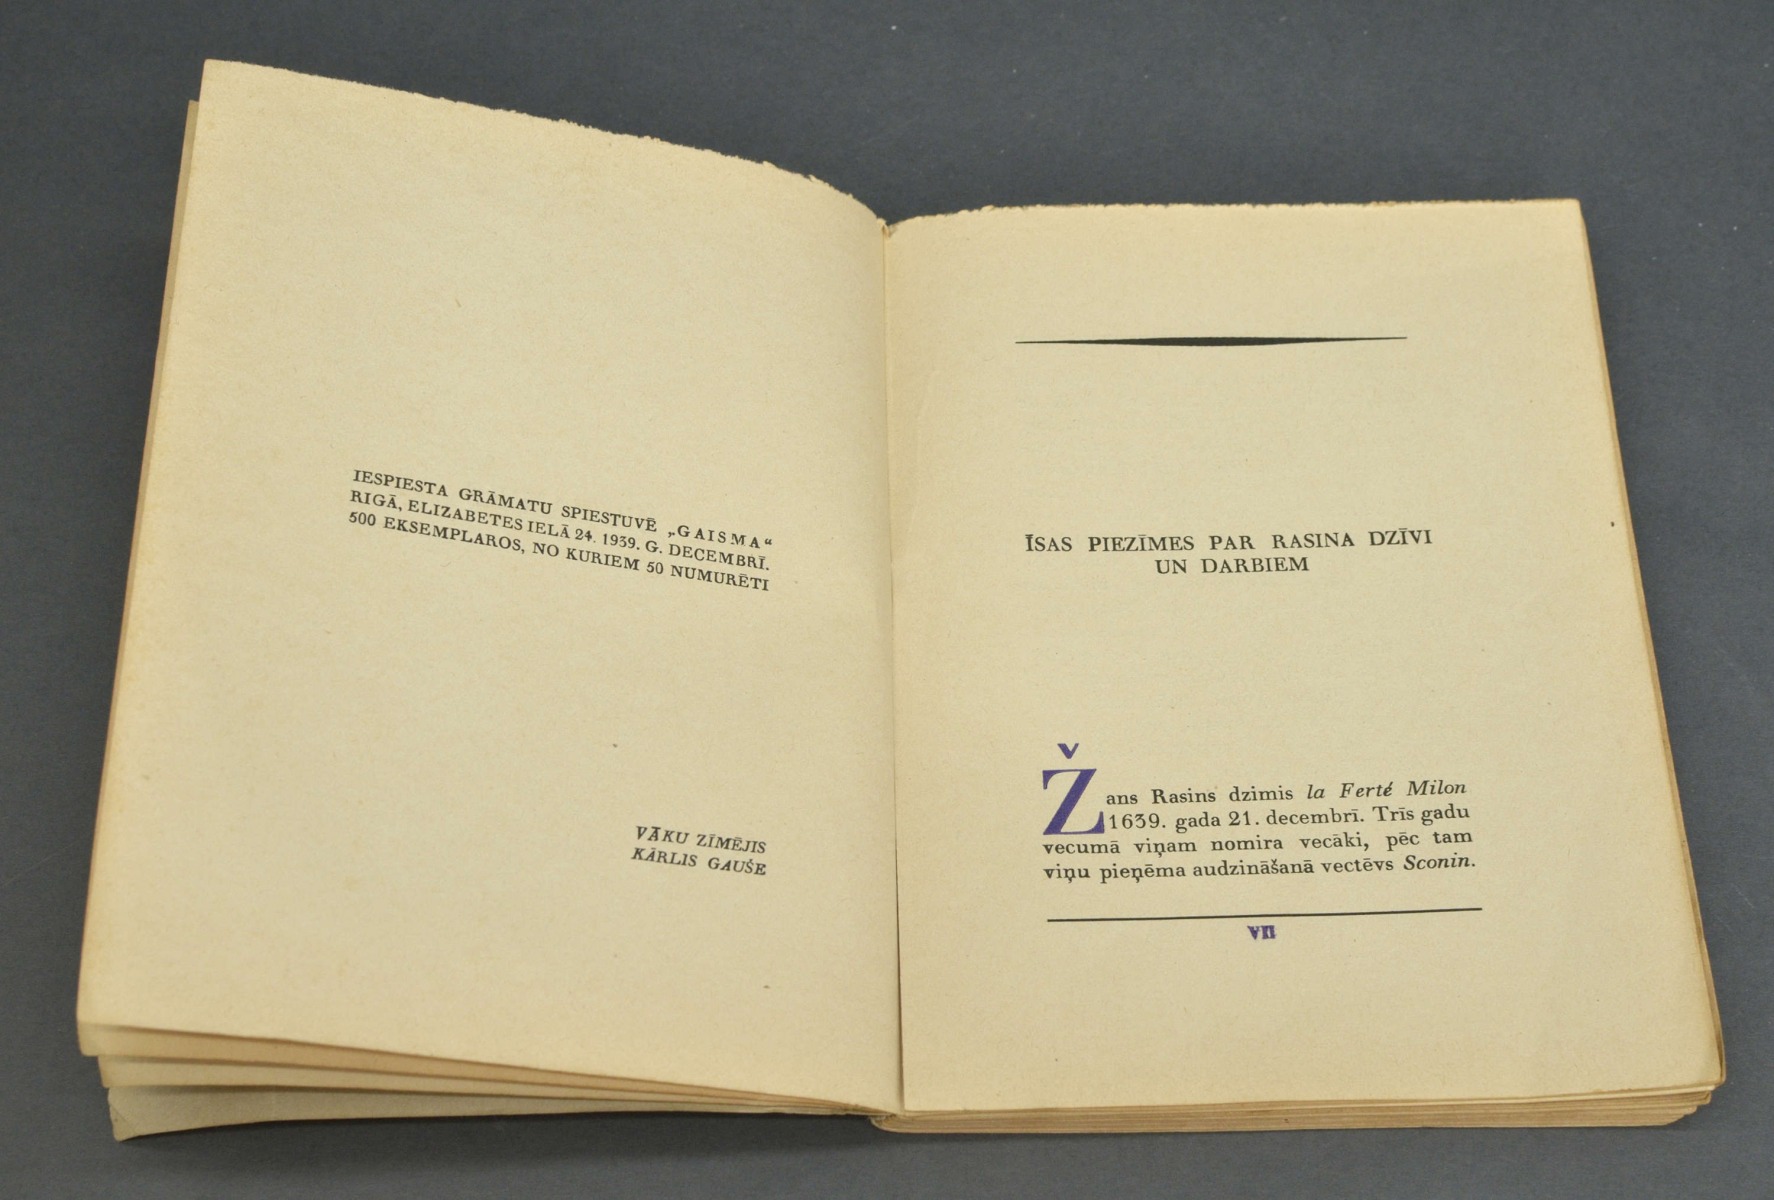 IESPIESTA GRĀMATU SPIESTUVĒ „GAISMA“
RIGĀ, ELIZABETES IELĀ 24. 1939. G. DECEMBRĪ.
500 EKSEMPLAROS, NO KURIEM 50 NUMURĒTI
VĀKU ZĪMĒJIS
KĀRLIS GAUŠE
ĪSAS PIEZĪMES PAR RASINA DZĪVI
UN DARBIEM
Žans Rasins dzimis la Ferté Milon
1639. gada 21. decembrī. Trīs gadu
vecumā viņam nomira vecāki, pēc tam
viņu pieņēma audzināšanā vectēvs Sconin.
VII